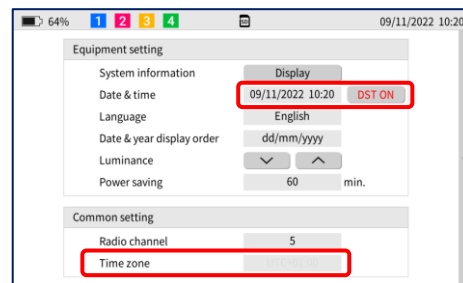 64% 1 2 3 4 09/11/2022 10:20
Equipment setting
System information Display
Date & time 09/11/2022 10:20 DST ON
Language English
Date & year display order dd/mm/yyyy
Luminance
Power saving 60 min.
Common setting
Radio channel 5
Time zone